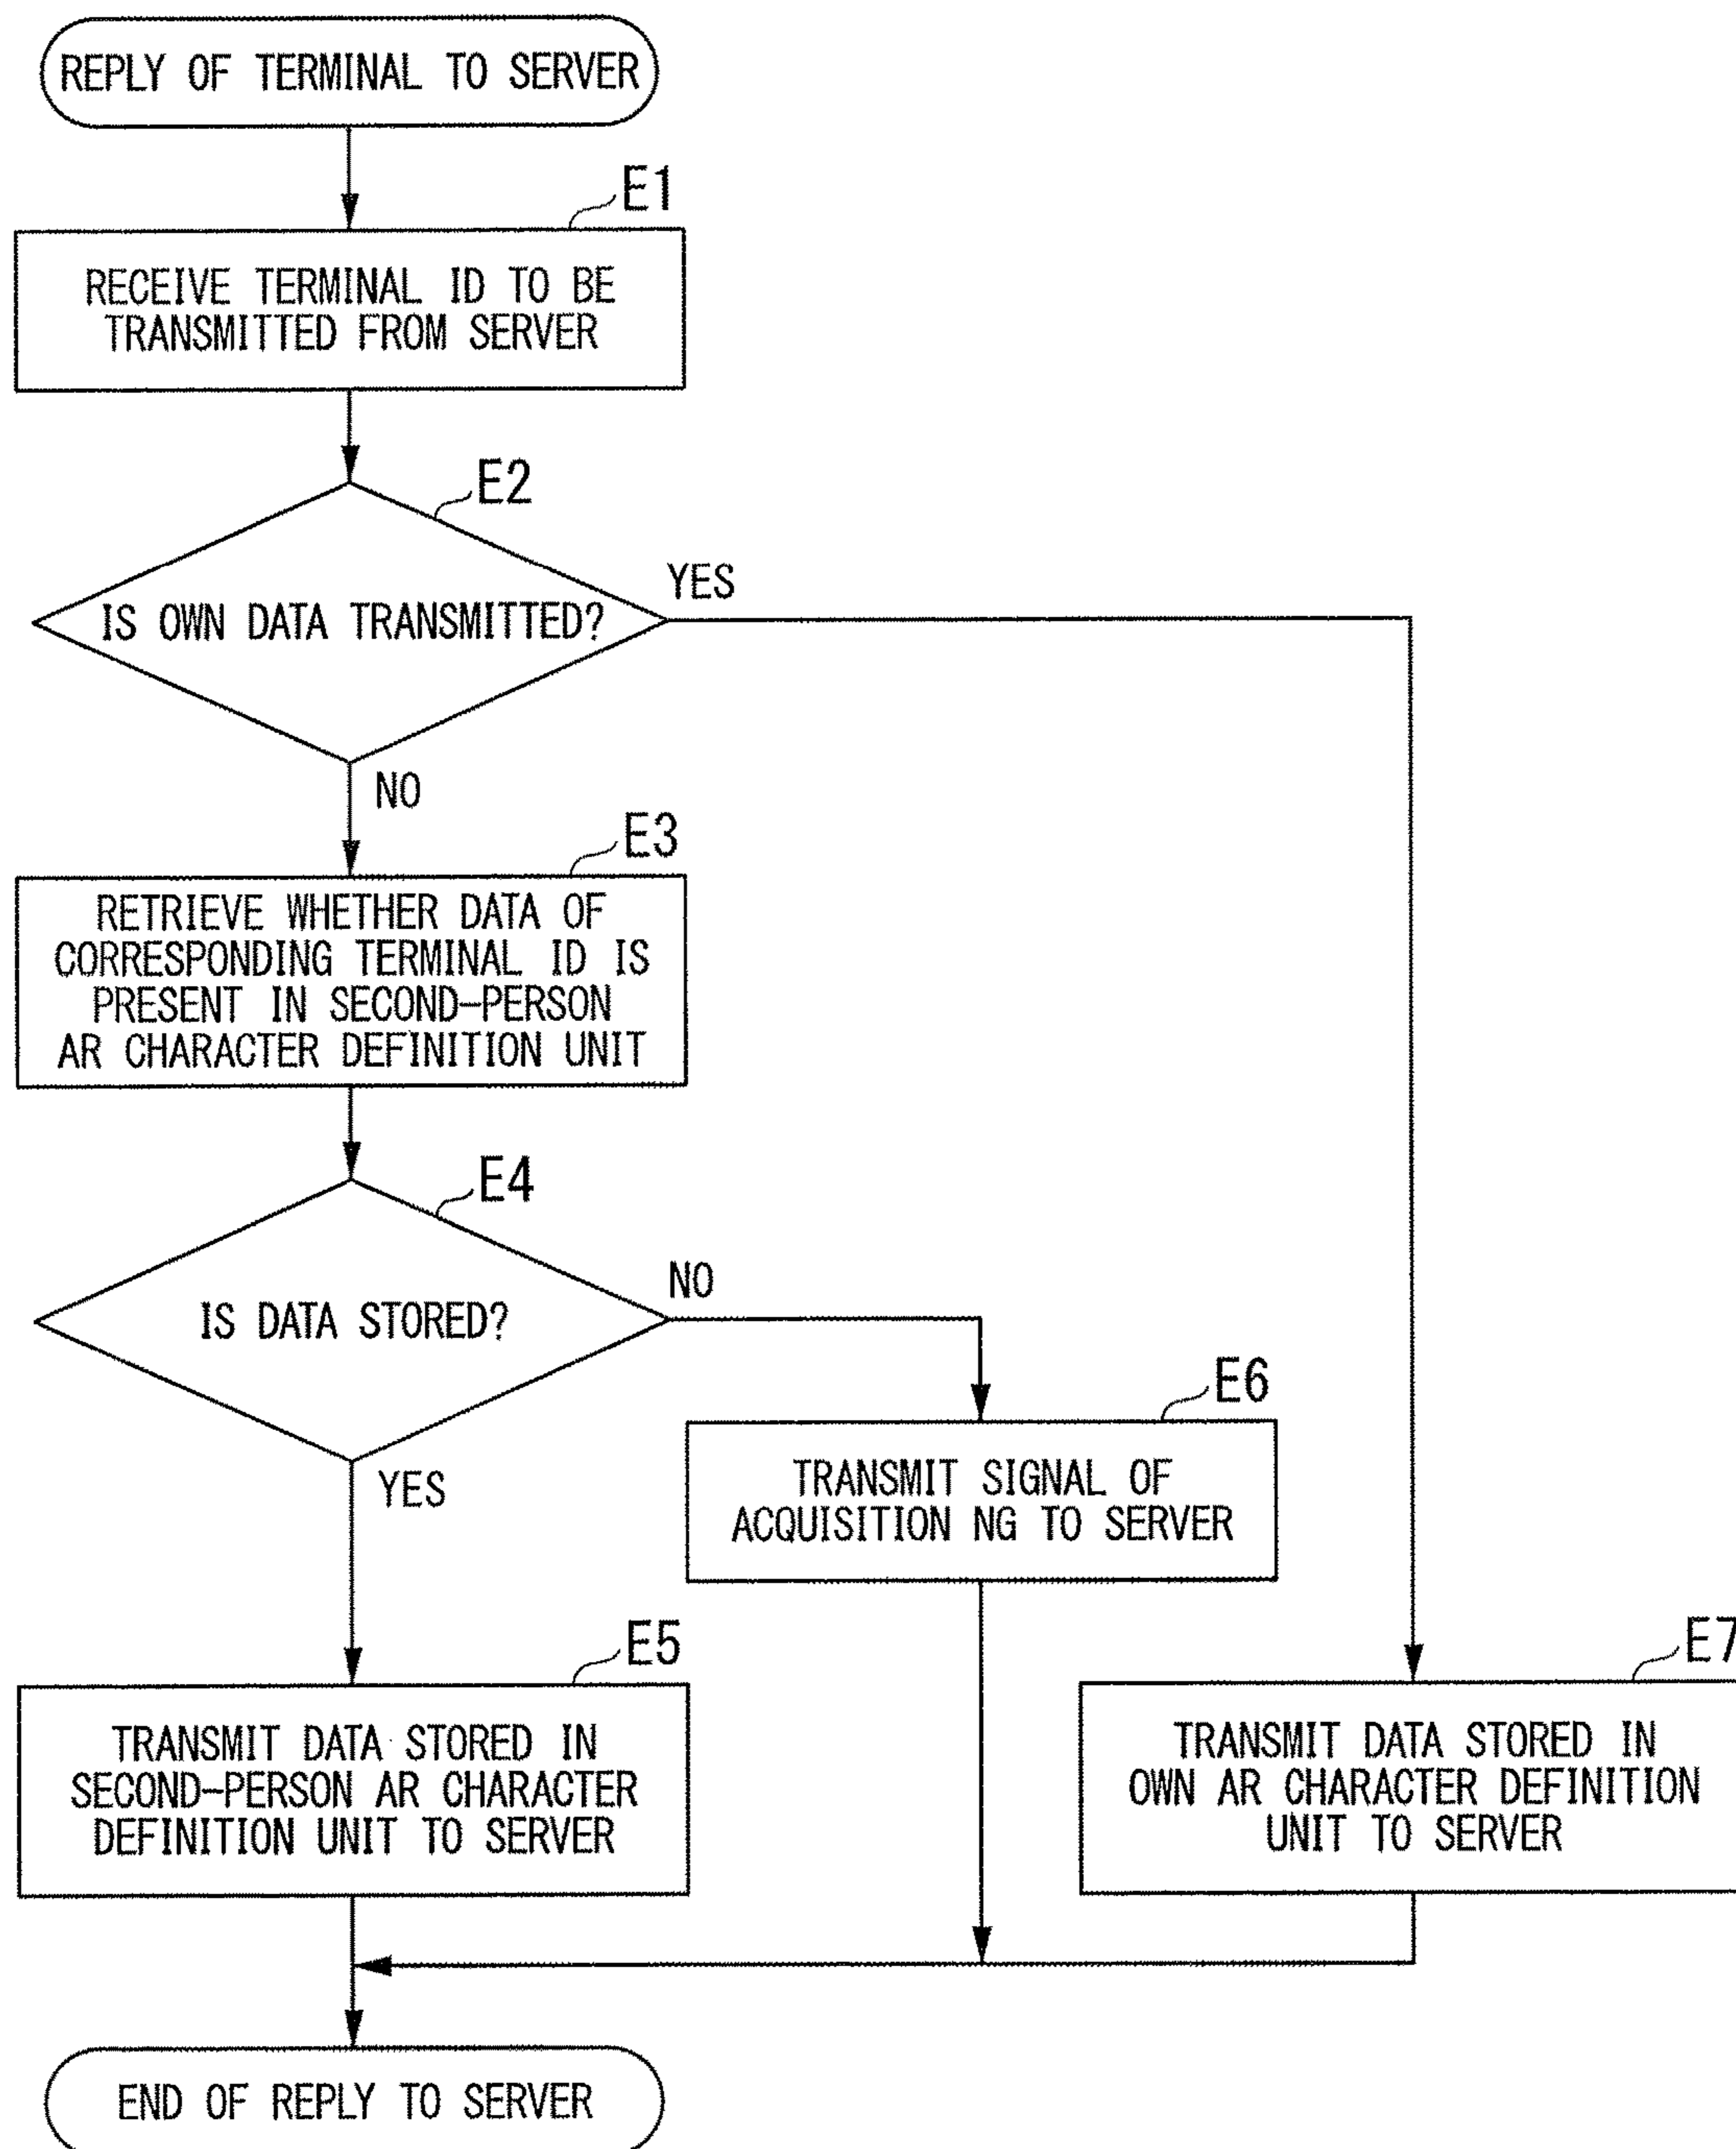 REPLY OF TERMINAL TO SERVER
E1
RECEIVE TERMINAL ID TO BE
TRANSMITTED FROM SERVER
E2
IS OWN DATA TRANSMITTED?
YES
NO
E3
RETRIEVE WHETHER DATA OF
CORRESPONDING TERMINAL ID IS
PRESENT IN SECOND-PERSON
AR CHARACTER DEFINITION UNIT
E4
IS DATA STORED?
NO
YES
E6
TRANSMIT SIGNAL OF
ACQUISITION NG TO SERVER
E5
TRANSMIT DATA STORED IN
SECOND-PERSON AR CHARACTER
DEFINITION UNIT TO SERVER
E7
TRANSMIT DATA STORED IN
OWN AR CHARACTER DEFINITION
UNIT TO SERVER
END OF REPLY TO SERVER